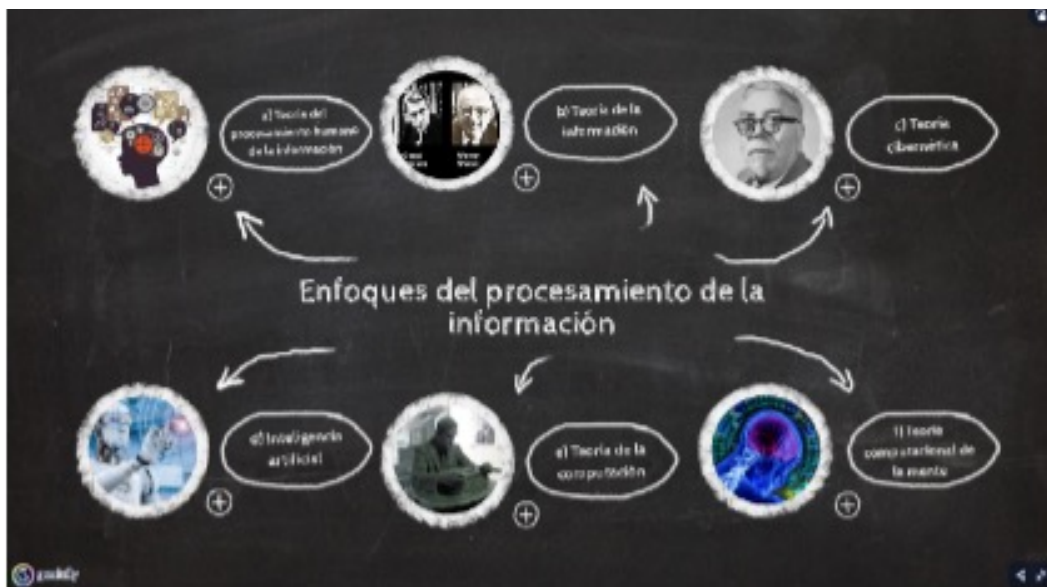 a) Teoría del
procesamiento humano
de la información
b) Teoría de la
información
c) Teoría
cibernética
Enfoques del procesamiento de la
información
d) Inteligencia
artificial
e) Teoría de la
computación
f) Teoría
computacional de
la mente